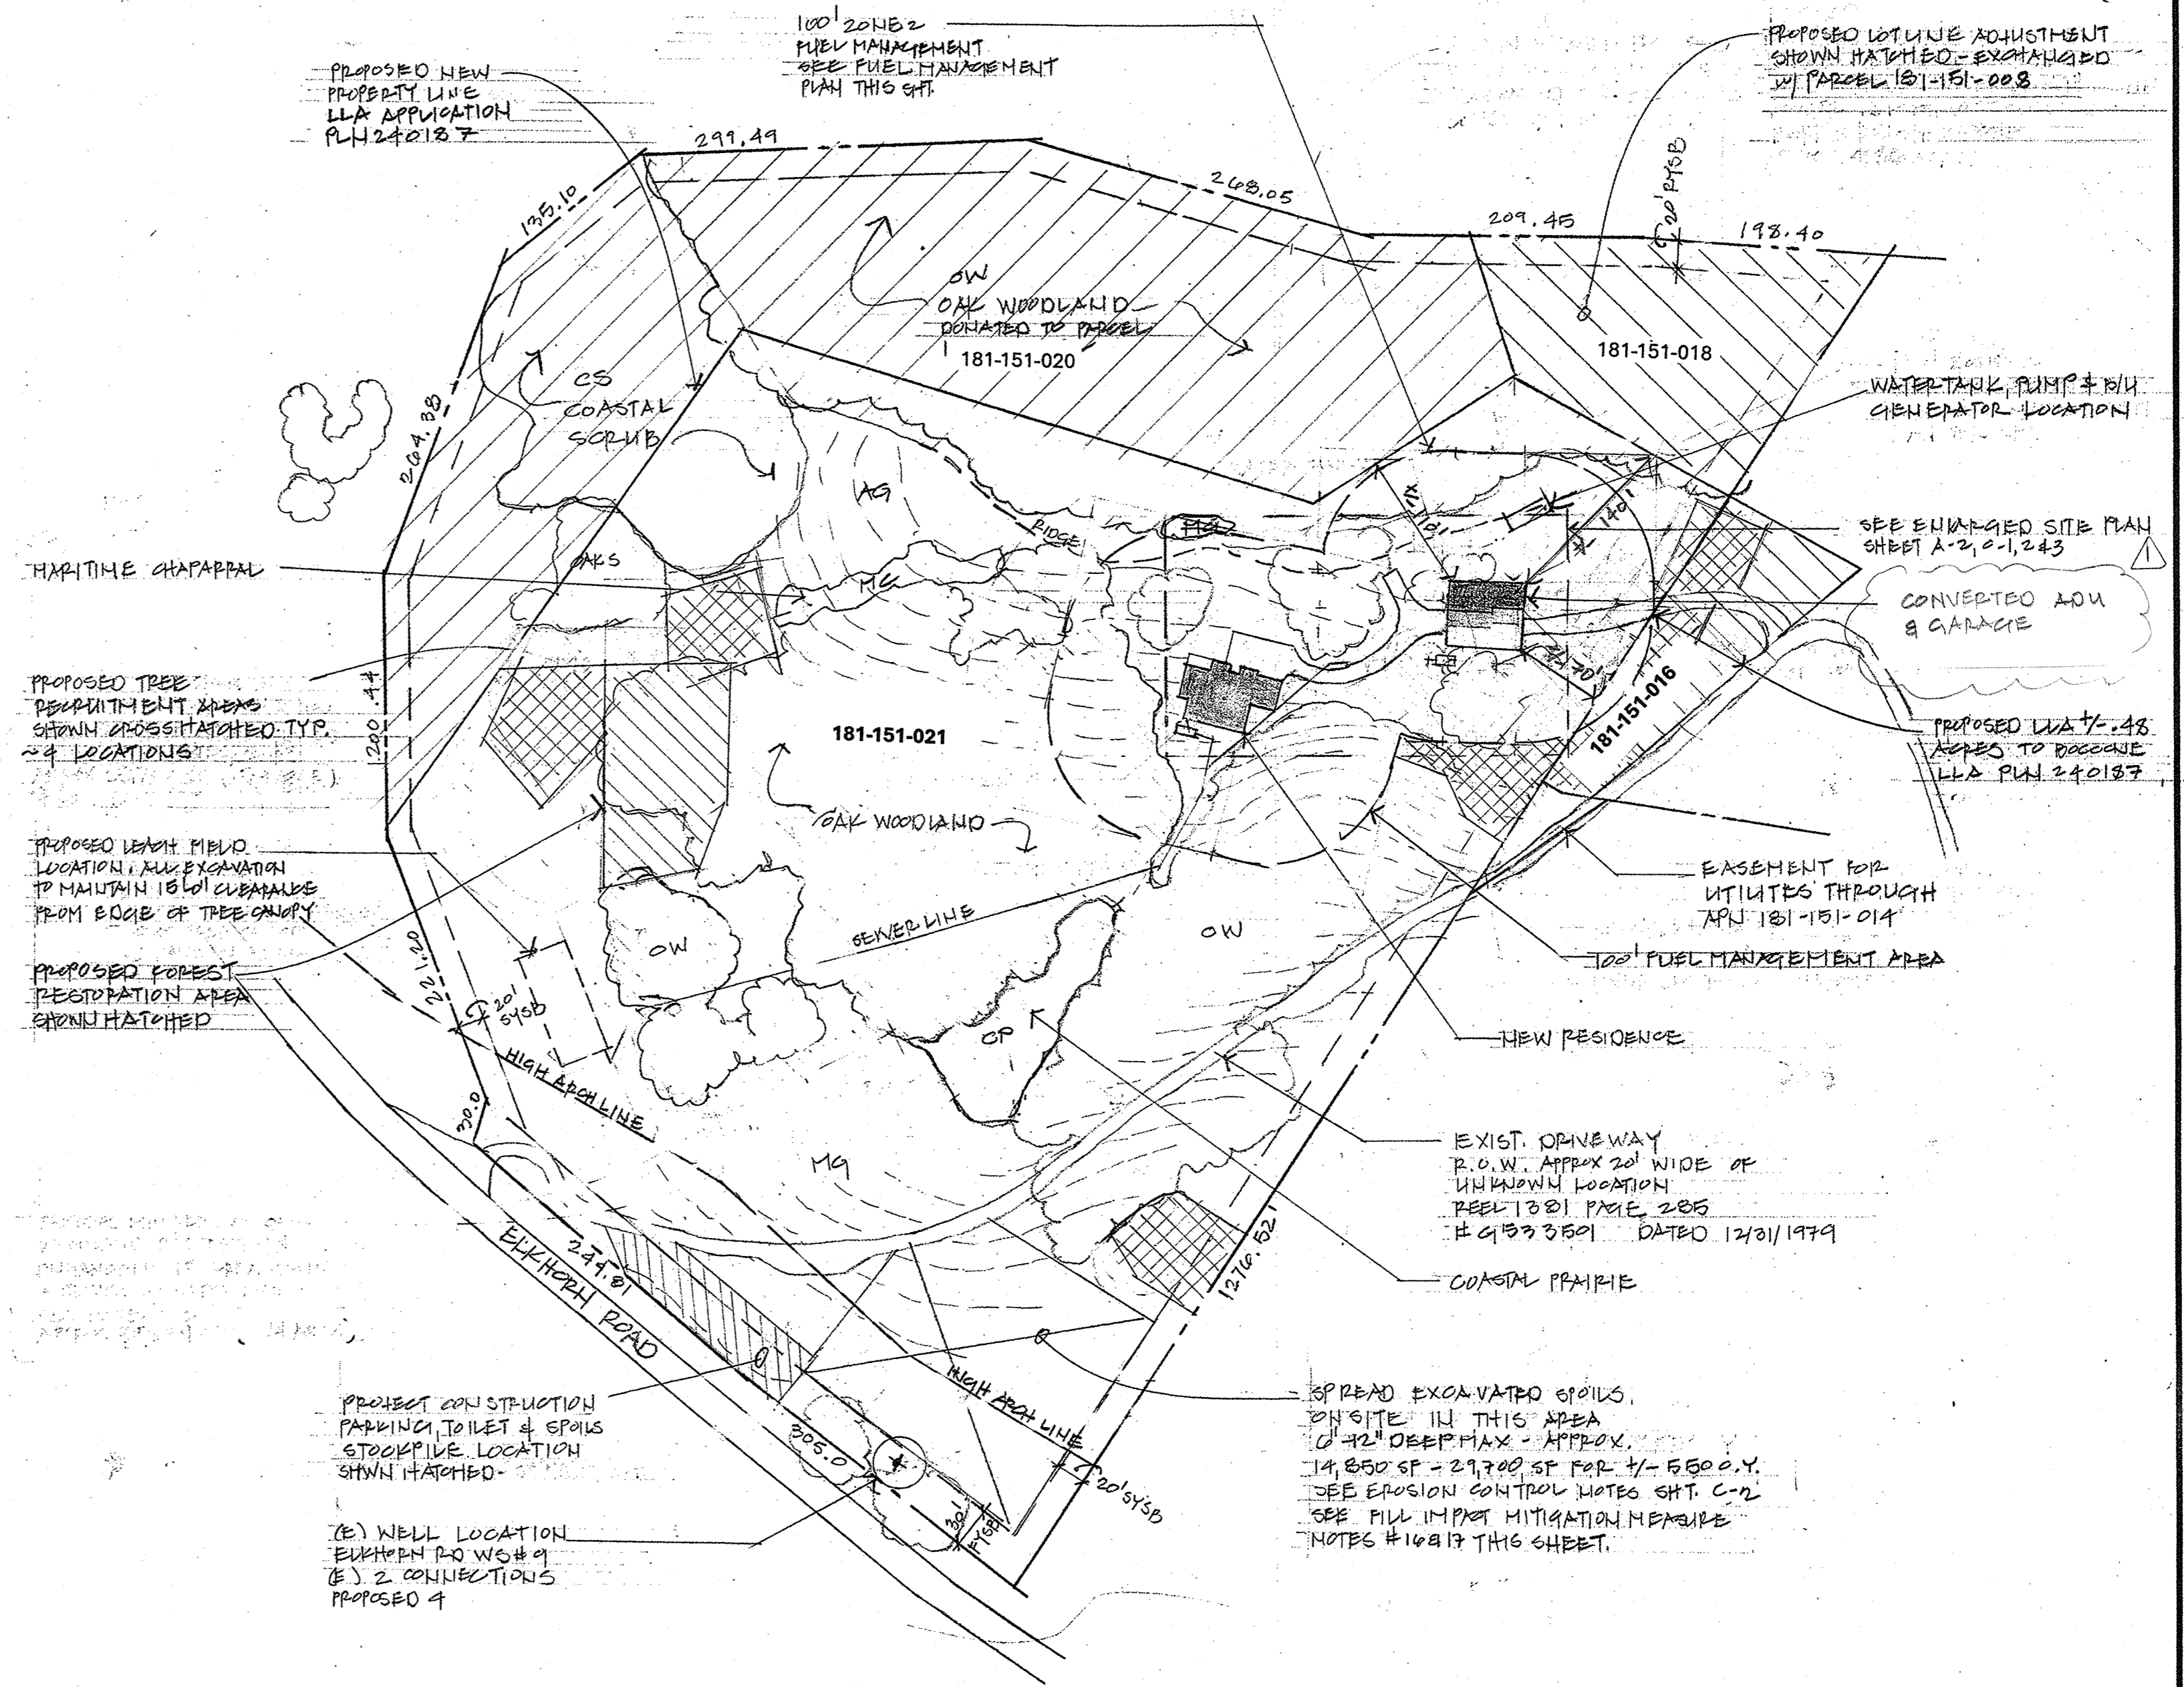 100' ZONE 2
FUEL MANAGEMENT
SEE FUEL MANAGEMENT
PLAN THIS SHT.
PROPOSED LOT LINE ADJUSTMENT
SHOWN HATCHED - EXCHANGED
W/ PARCEL 181-151-008
PROPOSED NEW
PROPERTY LINE
LLA APPLICATION
PLN240187
299.49
135.10
268.05
209.45
20' RYSB
198.40
OW
OAK WOODLAND
DONATED TO PARCEL
181-151-020
181-151-018
CS
COASTAL
SCRUB
264.38
WATER TANK, PUMP & B/U
GENERATOR LOCATION
AG
RIDGE
MG
110'
140'
SEE ENLARGED SITE PLAN
SHEET A-2, C-1, 2 & 3
1
OAKS
MARITIME CHAPARRAL
MC
CONVERTED ADU
& GARAGE
70'
181-151-016
PROPOSED TREE
RECRUITMENT AREAS
SHOWN CROSSHATCHED TYP.
~4 LOCATIONS
200.44
181-151-021
PROPOSED LLA +/- .48
ACRES TO BOCCONE
LLA PLN 240187
OAK WOODLAND
PROPOSED LEACH FIELD
LOCATION. ALL EXCAVATION
TO MAINTAIN CLEARANCE
FROM EDGE OF TREE CANOPY
EASEMENT FOR
UTILITES THROUGH
APN 181-151-014
SEWER LINE
OW
OW
221.20
100' FUEL MANAGEMENT AREA
PROPOSED FOREST
RESTORATION AREA
SHOWN HATCHED
20'
SYSB
CP
NEW RESIDENCE
HIGH ARCH LINE
30.0
MG
EXIST. DRIVEWAY
R.O.W. APPROX 20' WIDE OF
UNKNOWN LOCATION
REEL 1381 PAGE 285
# G533501 DATED 12/31/1979
1276.52'
COASTAL PRAIRIE
244.81
ELKHORN ROAD
HIGH ARCH LINE
PROJECT CONSTRUCTION
PARKING, TOILET & SPOILS
STOCKPILE LOCATION
SHWN HATCHED-
305.0
SPREAD EXCAVATED SPOILS
ON SITE IN THIS AREA
6"-12" DEEP MAX - APPROX.
14,850 SF - 29,700 SF FOR +/- 550 C.Y.
SEE EROSION CONTROL NOTES SHT. C-2
SEE FILL IMPACT MITIGATION MEASURE
NOTES #16&17 THIS SHEET.
20' SYSB
30'
FYSB
(E) WELL LOCATION
ELKHORN RD WS#9
(E) 2 CONNECTIONS
PROPOSED 4